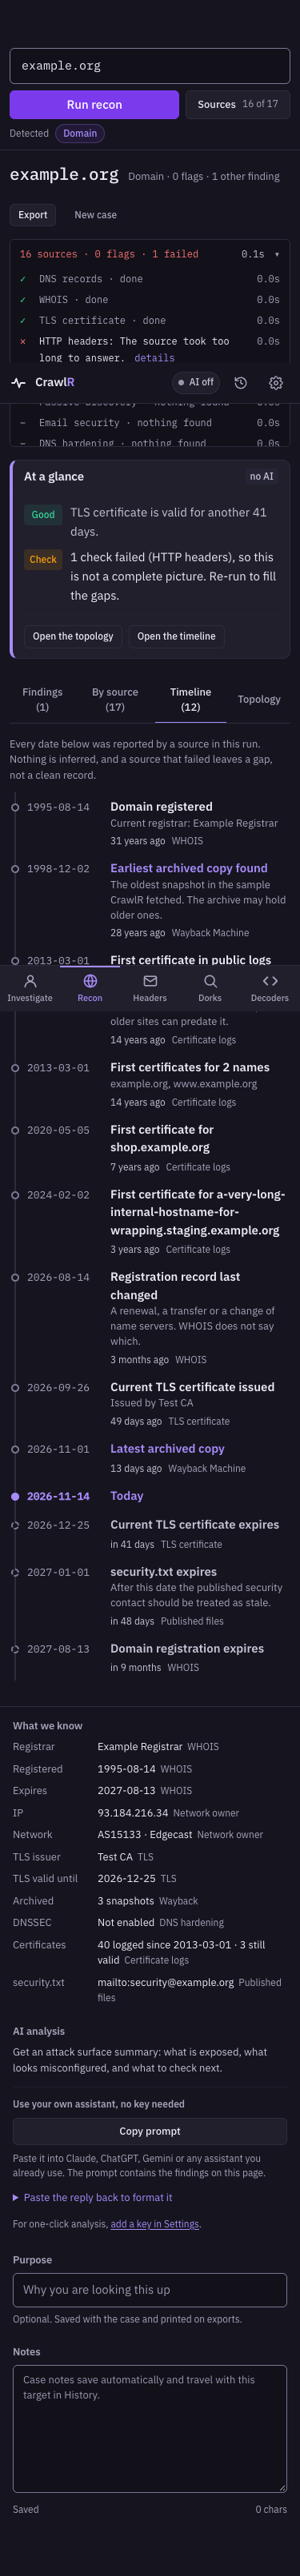 example.org
Run recon
Sources 16 of 17
Detected Domain
example.org Domain · 0 flags · 1 other finding
Export New case
16 sources · 0 flags · 1 failed 0.1s ▾
✓ DNS records · done 0.0s
✓ WHOIS · done 0.0s
✓ TLS certificate · done 0.0s
× HTTP headers: The source took too 0.0s
long to answer. details
CrawlR AI off
– Email security · nothing found 0.0s
– DNS hardening · nothing found 0.0s
At a glance no AI
Good TLS certificate is valid for another 41
days.
Check 1 check failed (HTTP headers), so this
is not a complete picture. Re-run to fill
the gaps.
Open the topology Open the timeline
Findings (1)
By source (17)
Timeline (12)
Topology
Every date below was reported by a source in this run.
Nothing is inferred, and a source that failed leaves a gap,
not a clean record.
1995-08-14 Domain registered
Current registrar: Example Registrar
31 years ago WHOIS
1998-12-02 Earliest archived copy found
The oldest snapshot in the sample
CrawlR fetched. The archive may hold
older ones.
28 years ago Wayback Machine
2013-03-01 First certificate in public logs
Investigate Recon Headers Dorks Decoders
older sites can predate it.
14 years ago Certificate logs
2013-03-01 First certificates for 2 names
example.org, www.example.org
14 years ago Certificate logs
2020-05-05 First certificate for
shop.example.org
7 years ago Certificate logs
2024-02-02 First certificate for a-very-long-
internal-hostname-for-
wrapping.staging.example.org
3 years ago Certificate logs
2026-08-14 Registration record last
changed
A renewal, a transfer or a change of
name servers. WHOIS does not say
which.
3 months ago WHOIS
2026-09-26 Current TLS certificate issued
Issued by Test CA
49 days ago TLS certificate
2026-11-01 Latest archived copy
13 days ago Wayback Machine
2026-11-14 Today
2026-12-25 Current TLS certificate expires
in 41 days TLS certificate
2027-01-01 security.txt expires
After this date the published security
contact should be treated as stale.
in 48 days Published files
2027-08-13 Domain registration expires
in 9 months WHOIS
What we know
Registrar Example Registrar WHOIS
Registered 1995-08-14 WHOIS
Expires 2027-08-13 WHOIS
IP 93.184.216.34 Network owner
Network AS15133 · Edgecast Network owner
TLS issuer Test CA TLS
TLS valid until 2026-12-25 TLS
Archived 3 snapshots Wayback
DNSSEC Not enabled DNS hardening
Certificates 40 logged since 2013-03-01 · 3 still
valid Certificate logs
security.txt mailto:security@example.org Published
files
AI analysis
Get an attack surface summary: what is exposed, what
looks misconfigured, and what to check next.
Use your own assistant, no key needed
Copy prompt
Paste it into Claude, ChatGPT, Gemini or any assistant you
already use. The prompt contains the findings on this page.
▶ Paste the reply back to format it
For one-click analysis, add a key in Settings.
Purpose
Why you are looking this up
Optional. Saved with the case and printed on exports.
Notes
Case notes save automatically and travel with this
target in History.
Saved 0 chars